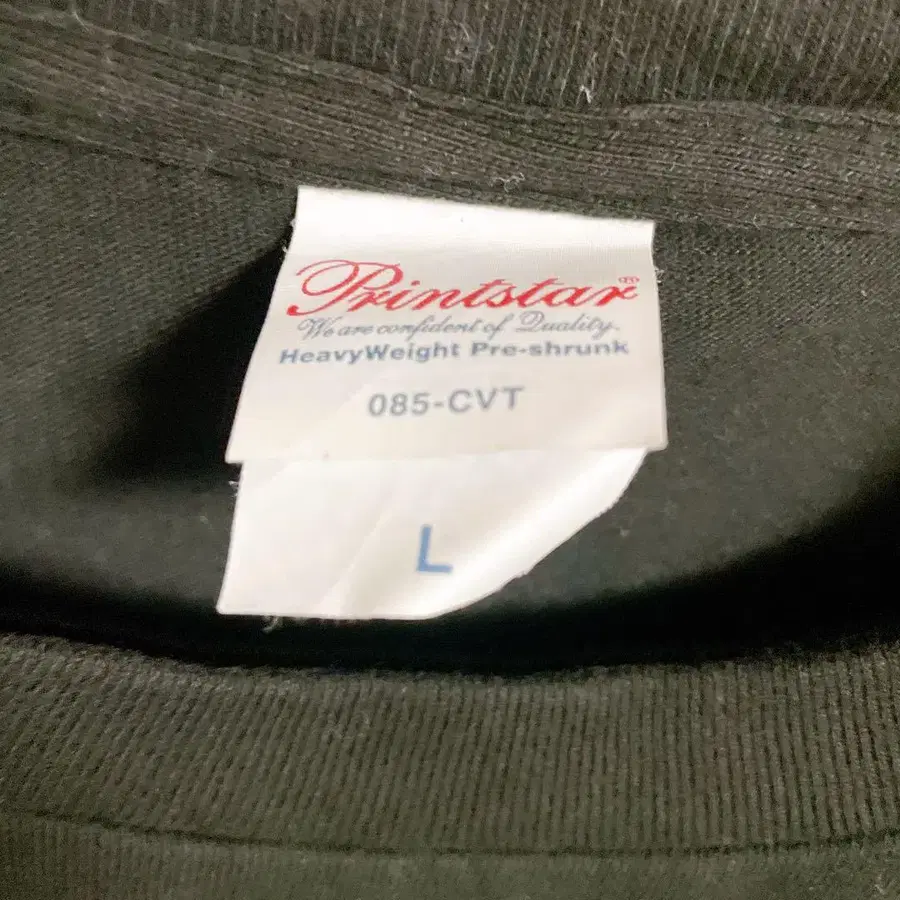 Printstar®
We are confident of Quality.
HeavyWeight Pre-shrunk
085-CVT
L